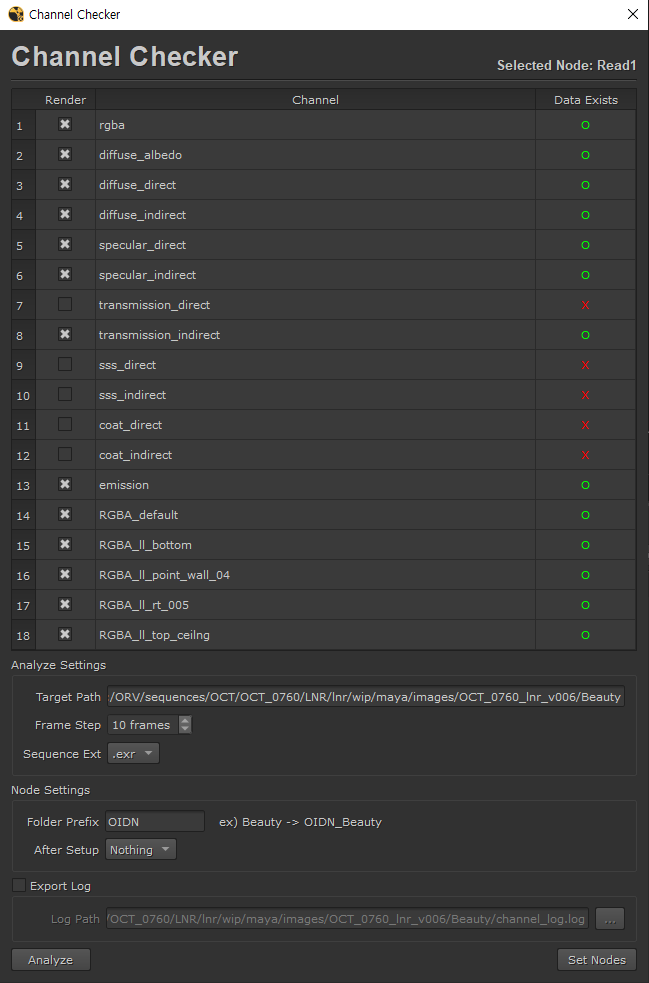 Channel Checker
Channel Checker
Selected Node: Read1
Render Channel Data Exists
1 rgba O
2 diffuse_albedo O
3 diffuse_direct O
4 diffuse_indirect O
5 specular_direct O
6 specular_indirect O
7 transmission_direct X
8 transmission_indirect O
9 sss_direct X
10 sss_indirect X
11 coat_direct X
12 coat_indirect X
13 emission O
14 RGBA_default O
15 RGBA_ll_bottom O
16 RGBA_ll_point_wall_04 O
17 RGBA_ll_rt_005 O
18 RGBA_ll_top_ceilng O
Analyze Settings
Target Path /ORV/sequences/OCT/OCT_0760/LNR/lnr/wip/maya/images/OCT_0760_lnr_v006/Beauty
Frame Step 10 frames
Sequence Ext .exr
Node Settings
Folder Prefix OIDN ex) Beauty -> OIDN_Beauty
After Setup Nothing
Export Log
Log Path /OCT_0760/LNR/lnr/wip/maya/images/OCT_0760_lnr_v006/Beauty/channel_log.log ...
Analyze Set Nodes